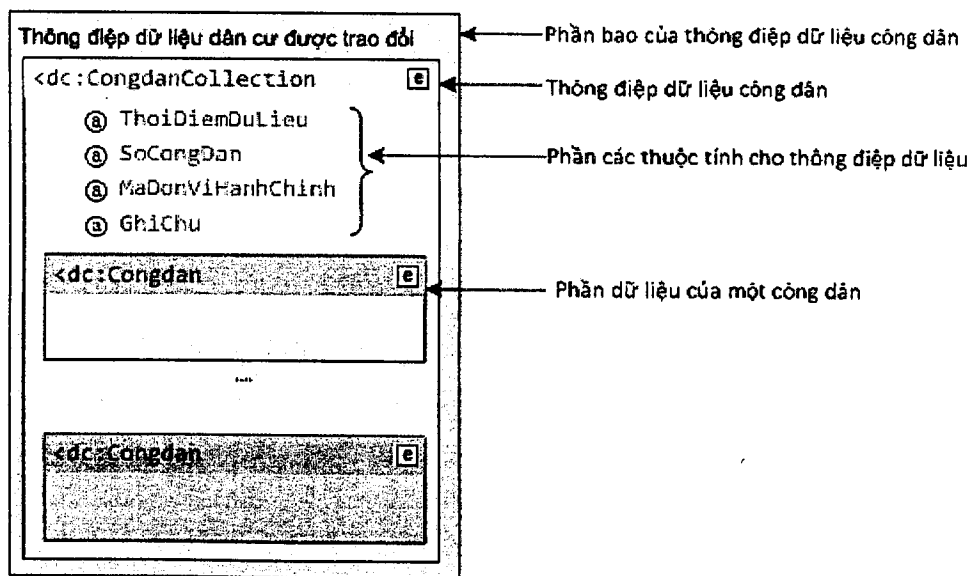 Thông điệp dữ liệu dân cư được trao đổi
Phần bao của thông điệp dữ liệu công dân
<dc:CongdanCollection e
Thông điệp dữ liệu công dân
a ThoiDiemDuLieu
a SoCongDan
Phần các thuộc tính cho thông điệp dữ liệu
a MaDonViHanhChinh
a GhiChu
<dc:Congdan e
Phần dữ liệu của một công dân
....
<dc:Congdan e